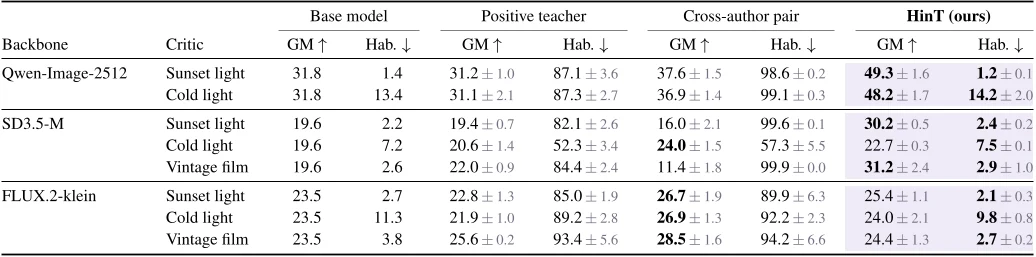 Base model Positive teacher Cross-author pair HinT (ours)
Backbone Critic GM ↑ Hab. ↓ GM ↑ Hab. ↓ GM ↑ Hab. ↓ GM ↑ Hab. ↓
Qwen-Image-2512 Sunset light 31.8 1.4 31.2 ± 1.0 87.1 ± 3.6 37.6 ± 1.5 98.6 ± 0.2 49.3 ± 1.6 1.2 ± 0.1
Cold light 31.8 13.4 31.1 ± 2.1 87.3 ± 2.7 36.9 ± 1.4 99.1 ± 0.3 48.2 ± 1.7 14.2 ± 2.0
SD3.5-M Sunset light 19.6 2.2 19.4 ± 0.7 82.1 ± 2.6 16.0 ± 2.1 99.6 ± 0.1 30.2 ± 0.5 2.4 ± 0.2
Cold light 19.6 7.2 20.6 ± 1.4 52.3 ± 3.4 24.0 ± 1.5 57.3 ± 5.5 22.7 ± 0.3 7.5 ± 0.1
Vintage film 19.6 2.6 22.0 ± 0.9 84.4 ± 2.4 11.4 ± 1.8 99.9 ± 0.0 31.2 ± 2.4 2.9 ± 1.0
FLUX.2-klein Sunset light 23.5 2.7 22.8 ± 1.3 85.0 ± 1.9 26.7 ± 1.9 89.9 ± 6.3 25.4 ± 1.1 2.1 ± 0.3
Cold light 23.5 11.3 21.9 ± 1.0 89.2 ± 2.8 26.9 ± 1.3 92.2 ± 2.3 24.0 ± 2.1 9.8 ± 0.8
Vintage film 23.5 3.8 25.6 ± 0.2 93.4 ± 5.6 28.5 ± 1.6 94.2 ± 6.6 24.4 ± 1.3 2.7 ± 0.2